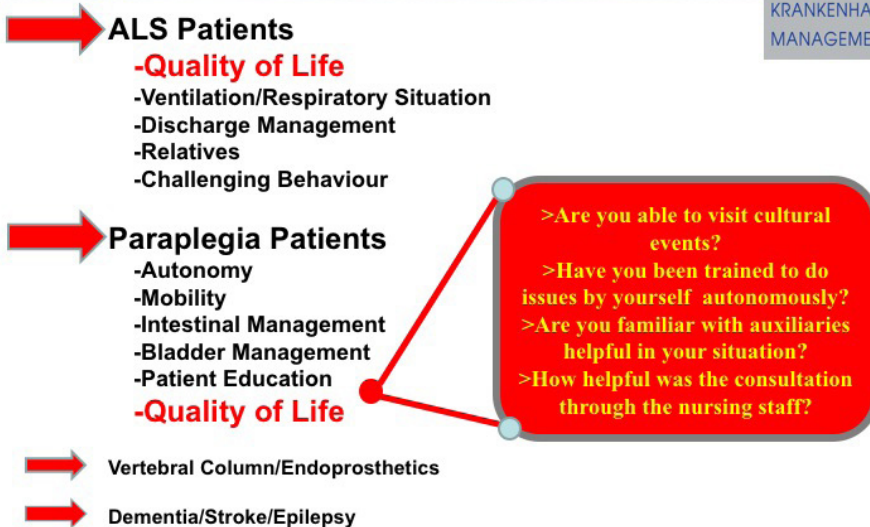 KRANKENHA
MANAGEME
ALS Patients
-Quality of Life
-Ventilation/Respiratory Situation
-Discharge Management
-Relatives
-Challenging Behaviour
Paraplegia Patients
-Autonomy
-Mobility
-Intestinal Management
-Bladder Management
-Patient Education
-Quality of Life
>Are you able to visit cultural
events?
>Have you been trained to do
issues by yourself autonomously?
>Are you familiar with auxiliaries
helpful in your situation?
>How helpful was the consultation
through the nursing staff?
Vertebral Column/Endoprosthetics
Dementia/Stroke/Epilepsy